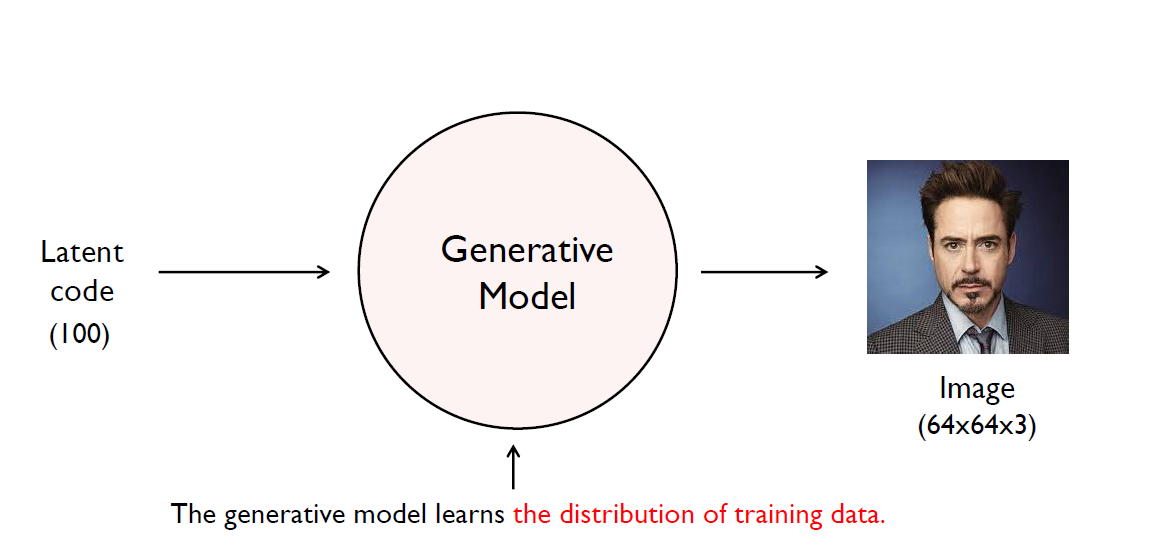 Latent
code
(100)
Generative
Model
Image
(64x64x3)
The generative model learns the distribution of training data.